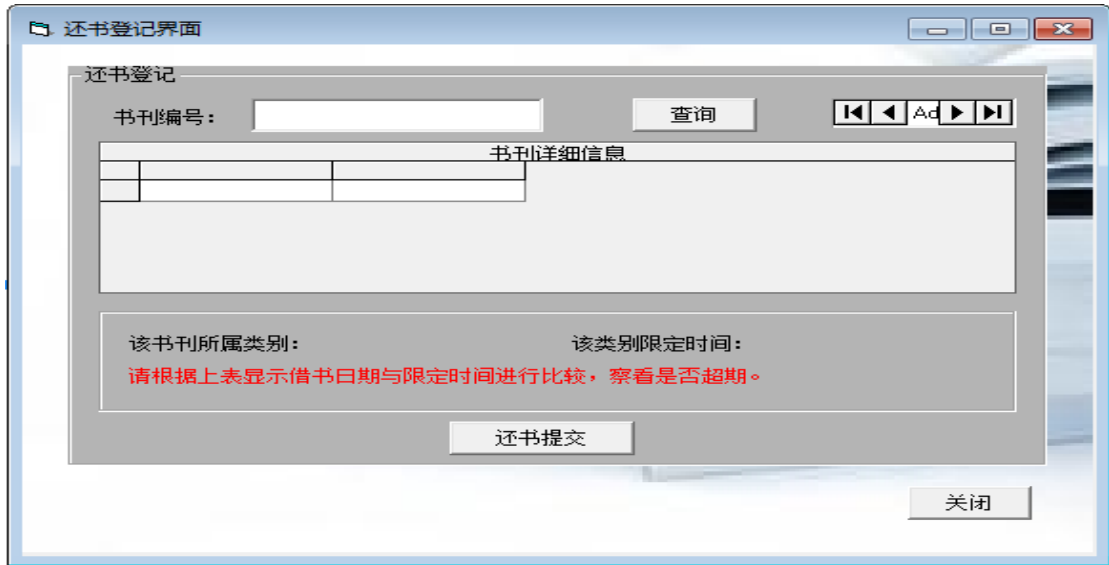 还书登记界面
还书登记
书刊编号： 查询 Ad
书刊详细信息
该书刊所属类别： 该类别限定时间：
请根据上表显示借书日期与限定时间进行比较，察看是否超期。
还书提交
关闭